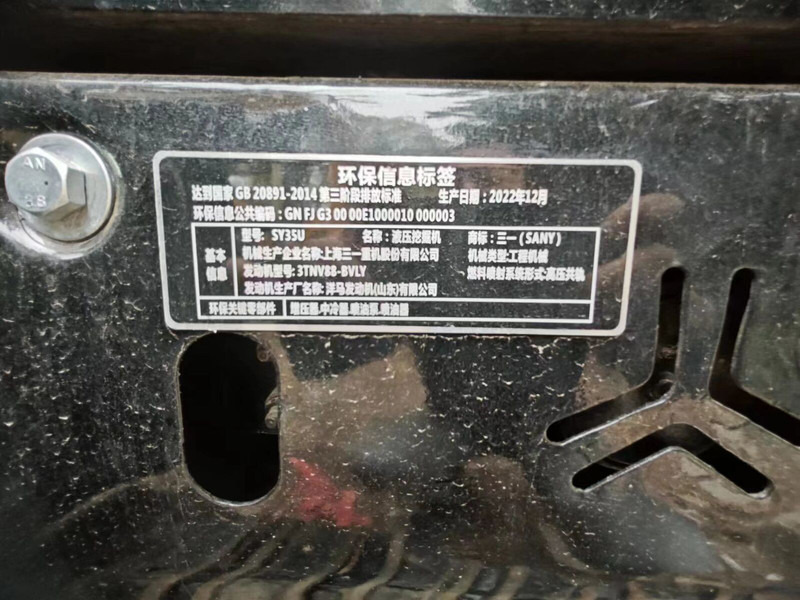 环保信息标签
达到国家 GB 20891-2014 第三阶段排放标准 生产日期：2022年12月
环保信息公共编码：GN FJ G3 00 00E1000010 000003
型号：SY35U 名称：液压挖掘机 商标：三一(SANY)
基本 机械生产企业名称:上海三一重机股份有限公司 机械类型:工程机械
信息 发动机型号:3TNV88-BVLY 燃料喷射系统形式:高压共轨
发动机生产厂名称:洋马发动机(山东)有限公司
环保关键零部件 增压器,中冷器,喷油泵,喷油器
AN
8.8